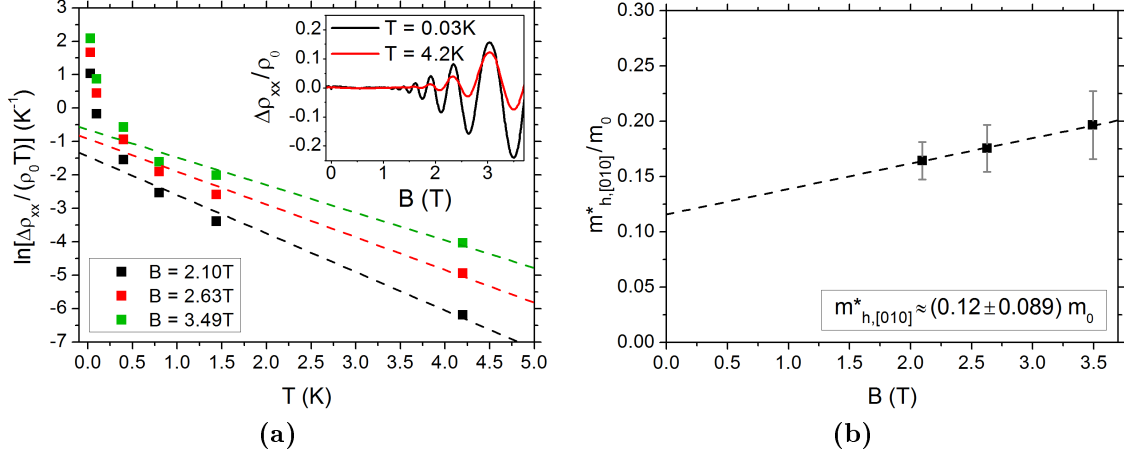 ln[Δρxx/(ρ0T)] (K⁻¹)
3
2
1
0
-1
-2
-3
-4
-5
-6
-7
0.0 0.5 1.0 1.5 2.0 2.5 3.0 3.5 4.0 4.5 5.0
T (K)
B = 2.10T
B = 2.63T
B = 3.49T
Δρxx/ρ0
0.2
0.1
0.0
-0.1
-0.2
0 1 2 3
B (T)
T = 0.03K
T = 4.2K
(a)
m*h,[010]/m0
0.30
0.25
0.20
0.15
0.10
0.05
0.00
0.0 0.5 1.0 1.5 2.0 2.5 3.0 3.5
B (T)
m*h,[010]≈(0.12±0.089) m0
(b)